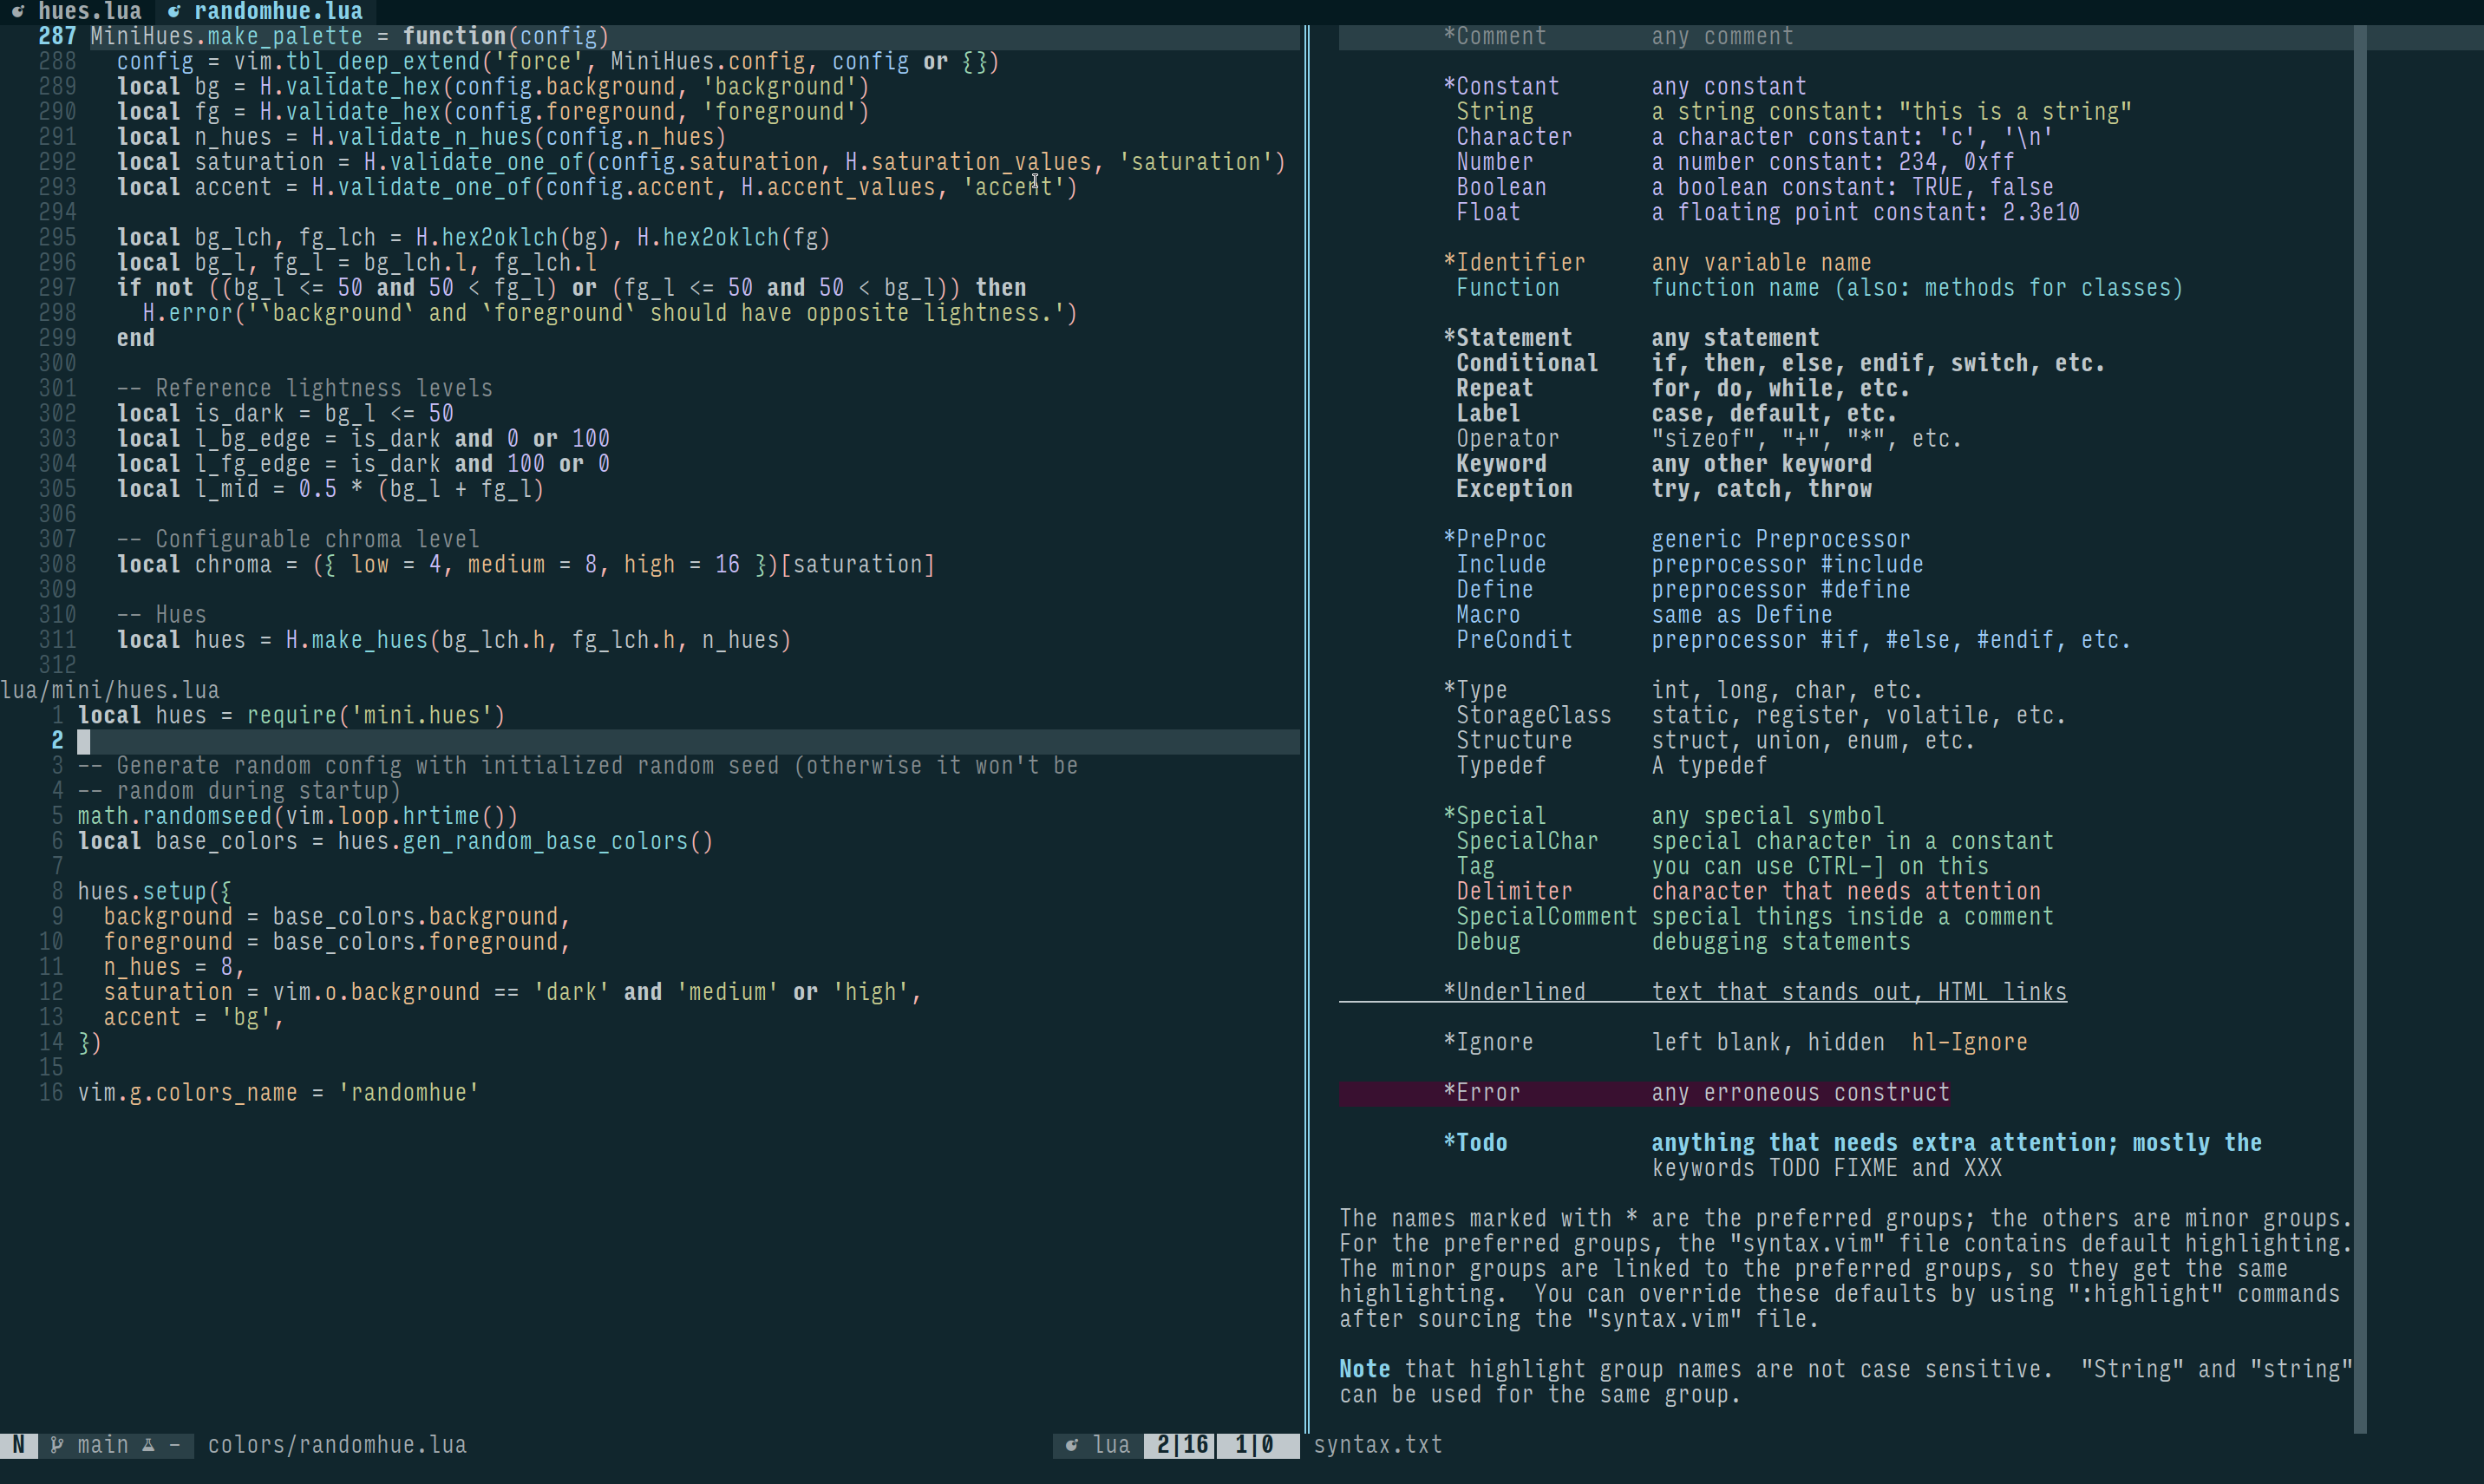 hues.lua randomhue.lua
287 MiniHues.make_palette = function(config)
288   config = vim.tbl_deep_extend('force', MiniHues.config, config or {})
289   local bg = H.validate_hex(config.background, 'background')
290   local fg = H.validate_hex(config.foreground, 'foreground')
291   local n_hues = H.validate_n_hues(config.n_hues)
292   local saturation = H.validate_one_of(config.saturation, H.saturation_values, 'saturation')
293   local accent = H.validate_one_of(config.accent, H.accent_values, 'accent')
294
295   local bg_lch, fg_lch = H.hex2oklch(bg), H.hex2oklch(fg)
296   local bg_l, fg_l = bg_lch.l, fg_lch.l
297   if not ((bg_l <= 50 and 50 < fg_l) or (fg_l <= 50 and 50 < bg_l)) then
298     H.error('`background` and `foreground` should have opposite lightness.')
299   end
300
301   -- Reference lightness levels
302   local is_dark = bg_l <= 50
303   local l_bg_edge = is_dark and 0 or 100
304   local l_fg_edge = is_dark and 100 or 0
305   local l_mid = 0.5 * (bg_l + fg_l)
306
307   -- Configurable chroma level
308   local chroma = ({ low = 4, medium = 8, high = 16 })[saturation]
309
310   -- Hues
311   local hues = H.make_hues(bg_lch.h, fg_lch.h, n_hues)
312
lua/mini/hues.lua
1 local hues = require('mini.hues')
2
3 -- Generate random config with initialized random seed (otherwise it won't be
4 -- random during startup)
5 math.randomseed(vim.loop.hrtime())
6 local base_colors = hues.gen_random_base_colors()
7
8 hues.setup({
9   background = base_colors.background,
10   foreground = base_colors.foreground,
11   n_hues = 8,
12   saturation = vim.o.background == 'dark' and 'medium' or 'high',
13   accent = 'bg',
14 })
15
16 vim.g.colors_name = 'randomhue'
N main - colors/randomhue.lua lua 2|16 1|0
*Comment any comment
*Constant any constant
String a string constant: "this is a string"
Character a character constant: 'c', '\n'
Number a number constant: 234, 0xff
Boolean a boolean constant: TRUE, false
Float a floating point constant: 2.3e10
*Identifier any variable name
Function function name (also: methods for classes)
*Statement any statement
Conditional if, then, else, endif, switch, etc.
Repeat for, do, while, etc.
Label case, default, etc.
Operator "sizeof", "+", "*", etc.
Keyword any other keyword
Exception try, catch, throw
*PreProc generic Preprocessor
Include preprocessor #include
Define preprocessor #define
Macro same as Define
PreCondit preprocessor #if, #else, #endif, etc.
*Type int, long, char, etc.
StorageClass static, register, volatile, etc.
Structure struct, union, enum, etc.
Typedef A typedef
*Special any special symbol
SpecialChar special character in a constant
Tag you can use CTRL-] on this
Delimiter character that needs attention
SpecialComment special things inside a comment
Debug debugging statements
*Underlined text that stands out, HTML links
*Ignore left blank, hidden hl-Ignore
*Error any erroneous construct
*Todo anything that needs extra attention; mostly the
keywords TODO FIXME and XXX
The names marked with * are the preferred groups; the others are minor groups.
For the preferred groups, the "syntax.vim" file contains default highlighting.
The minor groups are linked to the preferred groups, so they get the same
highlighting.  You can override these defaults by using ":highlight" commands
after sourcing the "syntax.vim" file.
Note that highlight group names are not case sensitive.  "String" and "string"
can be used for the same group.
syntax.txt